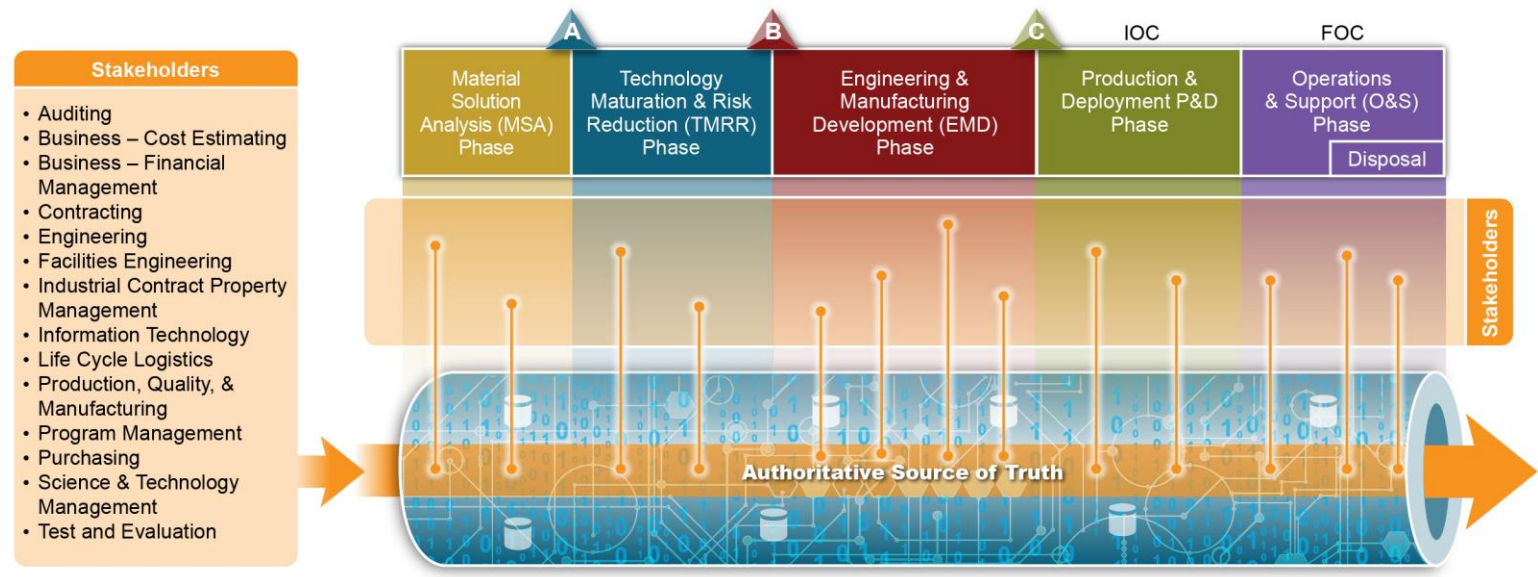 Stakeholders
• Auditing
• Business – Cost Estimating
• Business – Financial
Management
• Contracting
• Engineering
• Facilities Engineering
• Industrial Contract Property
Management
• Information Technology
• Life Cycle Logistics
• Production, Quality, &
Manufacturing
• Program Management
• Purchasing
• Science & Technology
Management
• Test and Evaluation
A
B
C
IOC
FOC
Material
Solution
Analysis (MSA)
Phase
Technology
Maturation & Risk
Reduction (TMRR)
Phase
Engineering &
Manufacturing
Development (EMD)
Phase
Production &
Deployment P&D
Phase
Operations
& Support (O&S)
Phase
Disposal
Stakeholders
Authoritative Source of Truth